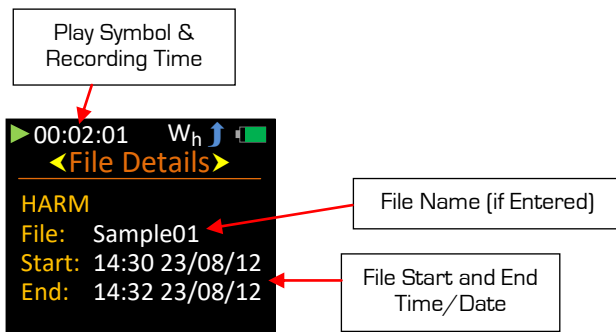 Play Symbol &
Recording Time
00:02:01 Wh
File Details
HARM
File: Sample01
Start: 14:30 23/08/12
End: 14:32 23/08/12
File Name (if Entered)
File Start and End
Time/Date